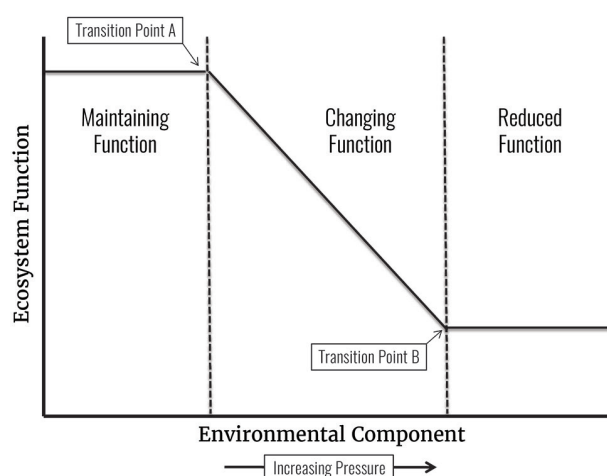 Transition Point A
Maintaining
Function
Changing
Function
Reduced
Function
Ecosystem Function
Transition Point B
Environmental Component
Increasing Pressure